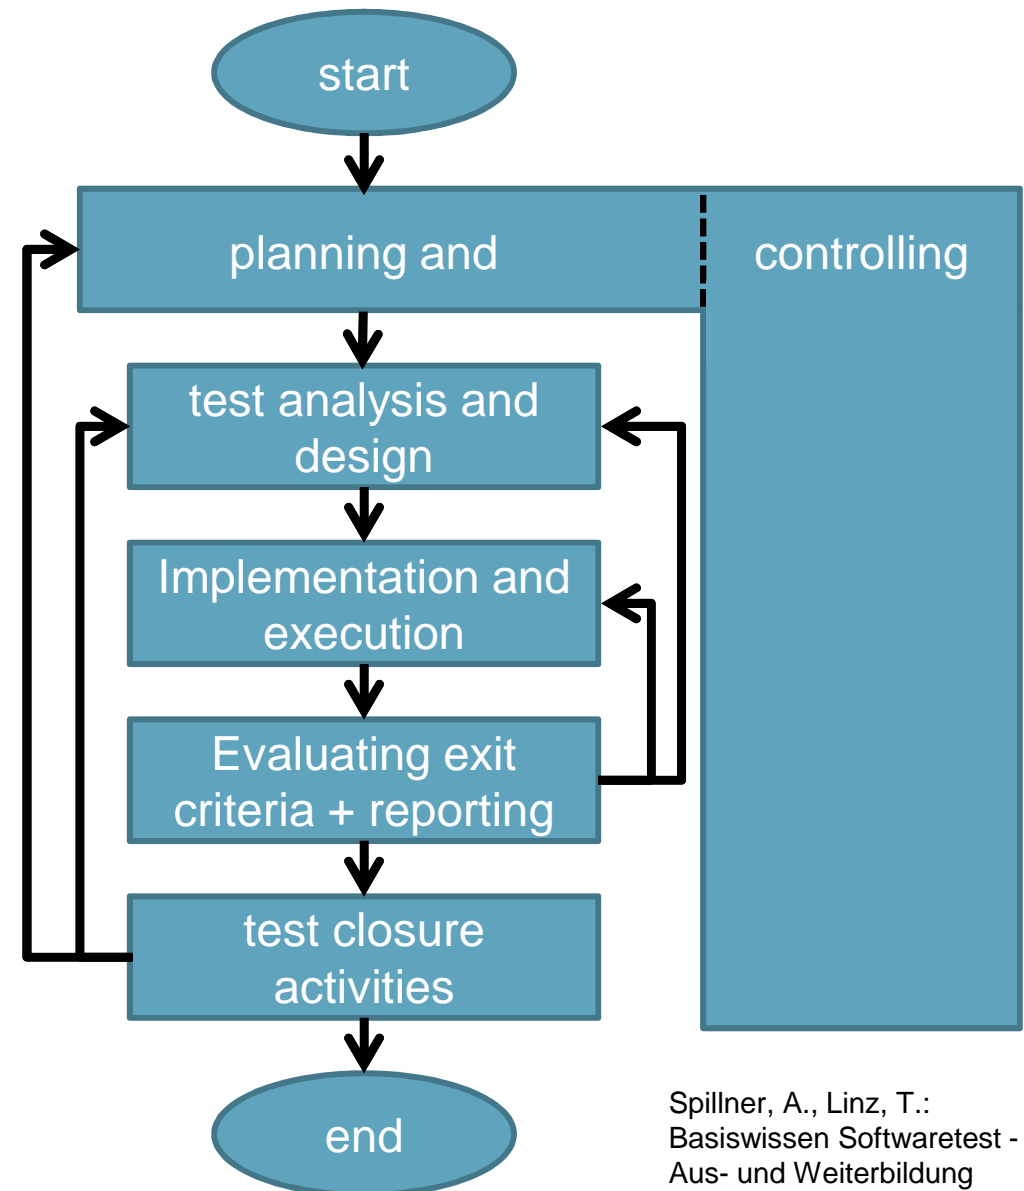 start
planning and
controlling
test analysis and
design
Implementation and
execution
Evaluating exit
criteria + reporting
test closure
activities
end
Spillner, A., Linz, T.:
Basiswissen Softwaretest -
Aus- und Weiterbildung